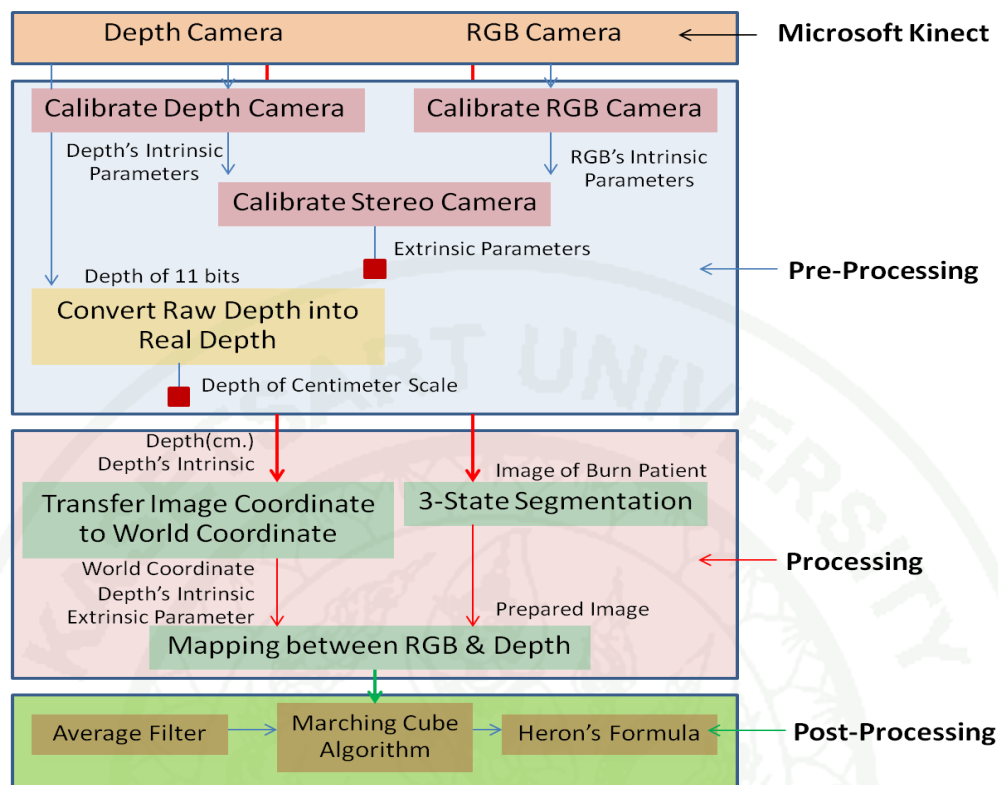 Depth Camera
RGB Camera
Microsoft Kinect
Calibrate Depth Camera
Calibrate RGB Camera
Depth's Intrinsic
Parameters
RGB's Intrinsic
Parameters
Calibrate Stereo Camera
Extrinsic Parameters
Pre-Processing
Depth of 11 bits
Convert Raw Depth into
Real Depth
Depth of Centimeter Scale
Depth(cm.)
Depth's Intrinsic
Image of Burn Patient
Transfer Image Coordinate
to World Coordinate
3-State Segmentation
Processing
World Coordinate
Depth's Intrinsic
Extrinsic Parameter
Prepared Image
Mapping between RGB & Depth
Average Filter
Marching Cube
Algorithm
Heron's Formula
Post-Processing
UNIVERSITY